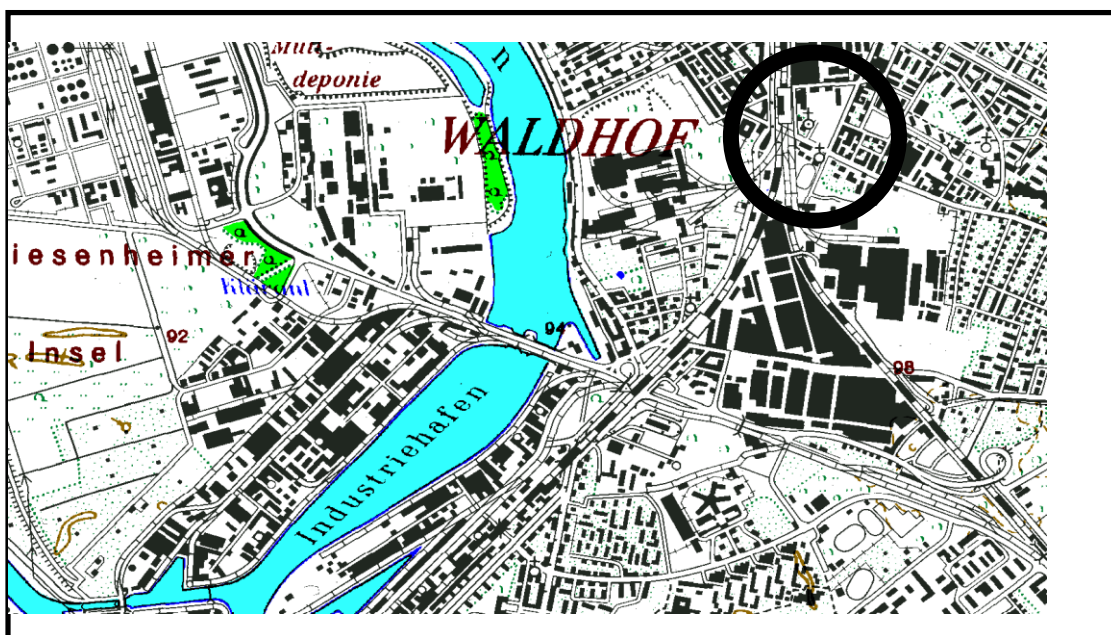 deponie
n
WALDHOF
iesenheimer
94
92
Insel
98
Industriehafen